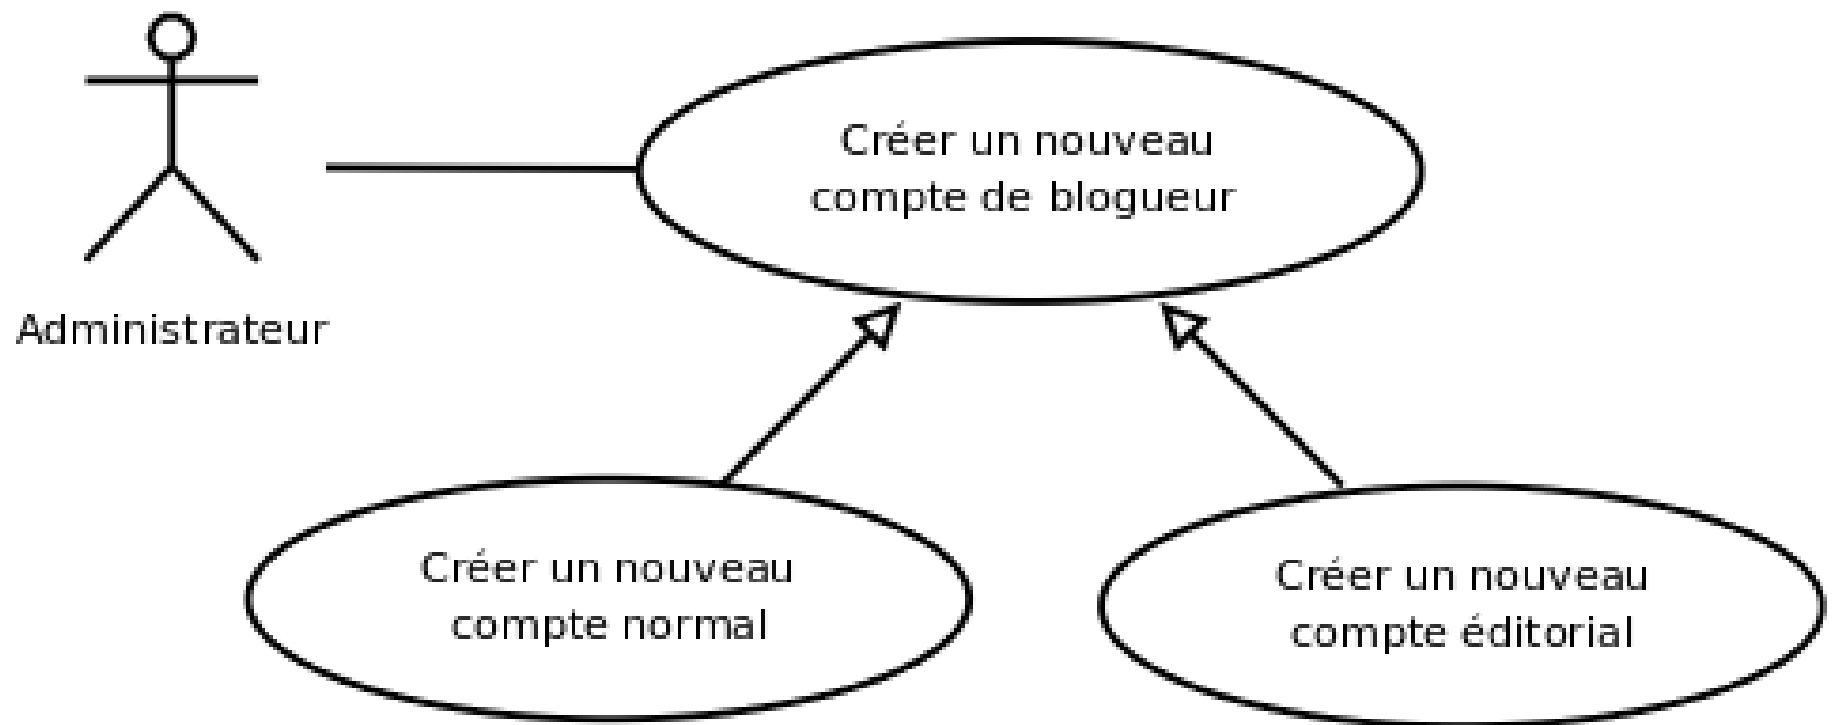 Créer un nouveau
compte de blogueur
Administrateur
Créer un nouveau
compte normal
Créer un nouveau
compte éditorial